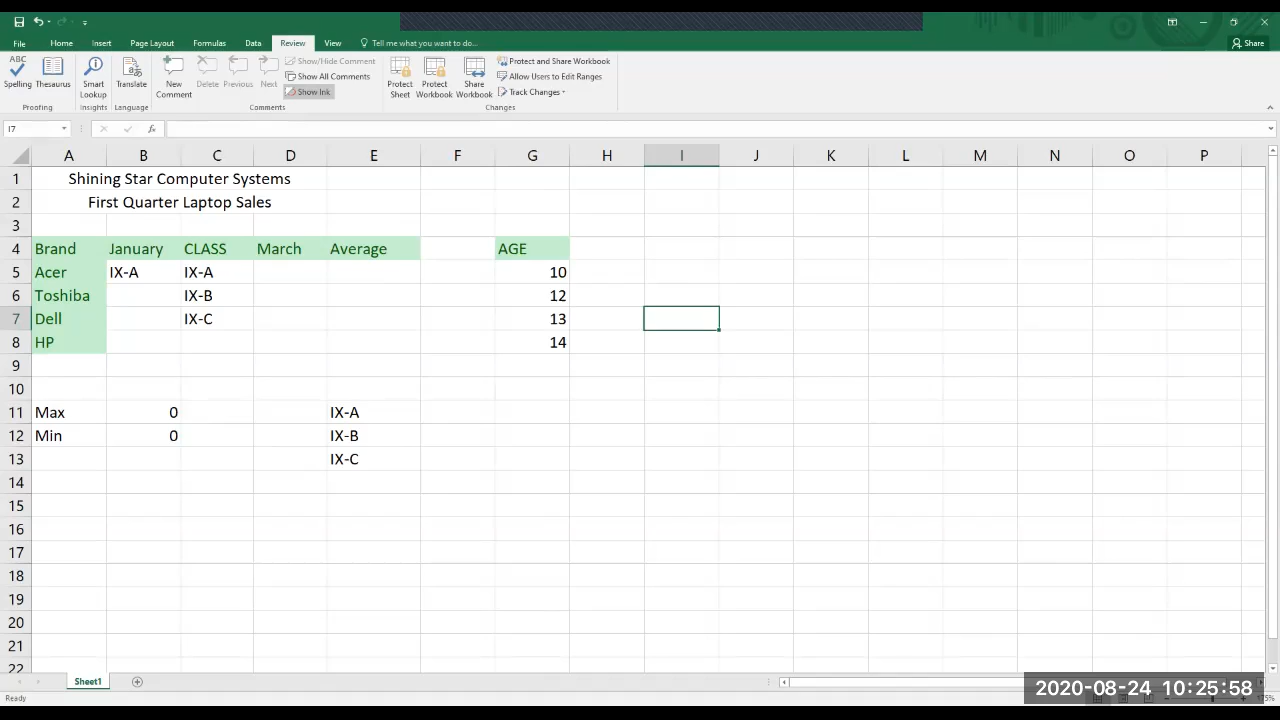 File Home Insert Page Layout Formulas Data Review View Tell me what you want to do... Share
ABC
Spelling Thesaurus Smart Lookup Translate New Comment Delete Previous Next Show/Hide Comment Show All Comments Show Ink Protect Sheet Protect Workbook Share Workbook Protect and Share Workbook Allow Users to Edit Ranges Track Changes
Proofing Insights Language Comments Changes
I7 fx
A B C D E F G H I J K L M N O P
1 Shining Star Computer Systems
2 First Quarter Laptop Sales
3
4 Brand January CLASS March Average AGE
5 Acer IX-A IX-A 10
6 Toshiba IX-B 12
7 Dell IX-C 13
8 HP 14
9
10
11 Max 0 IX-A
12 Min 0 IX-B
13 IX-C
14
15
16
17
18
19
20
21
22
Sheet1
Ready
2020-08-24 10:25:58